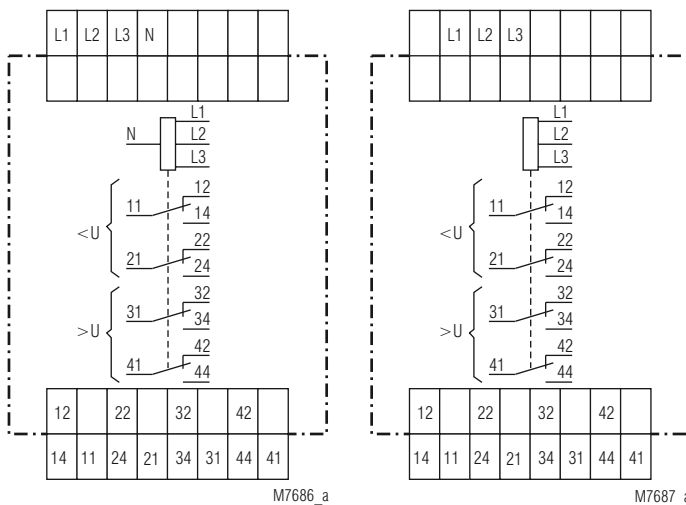 L1 L2 L3 N
L1
N L2
L3
12
11 14
<U
22
21 24
32
31 34
>U
42
41 44
12 22 32 42
14 11 24 21 34 31 44 41
M7686_a
L1 L2 L3
L1
L2
L3
12
11 14
<U
22
21 24
32
31 34
>U
42
41 44
12 22 32 42
14 11 24 21 34 31 44 41
M7687_a